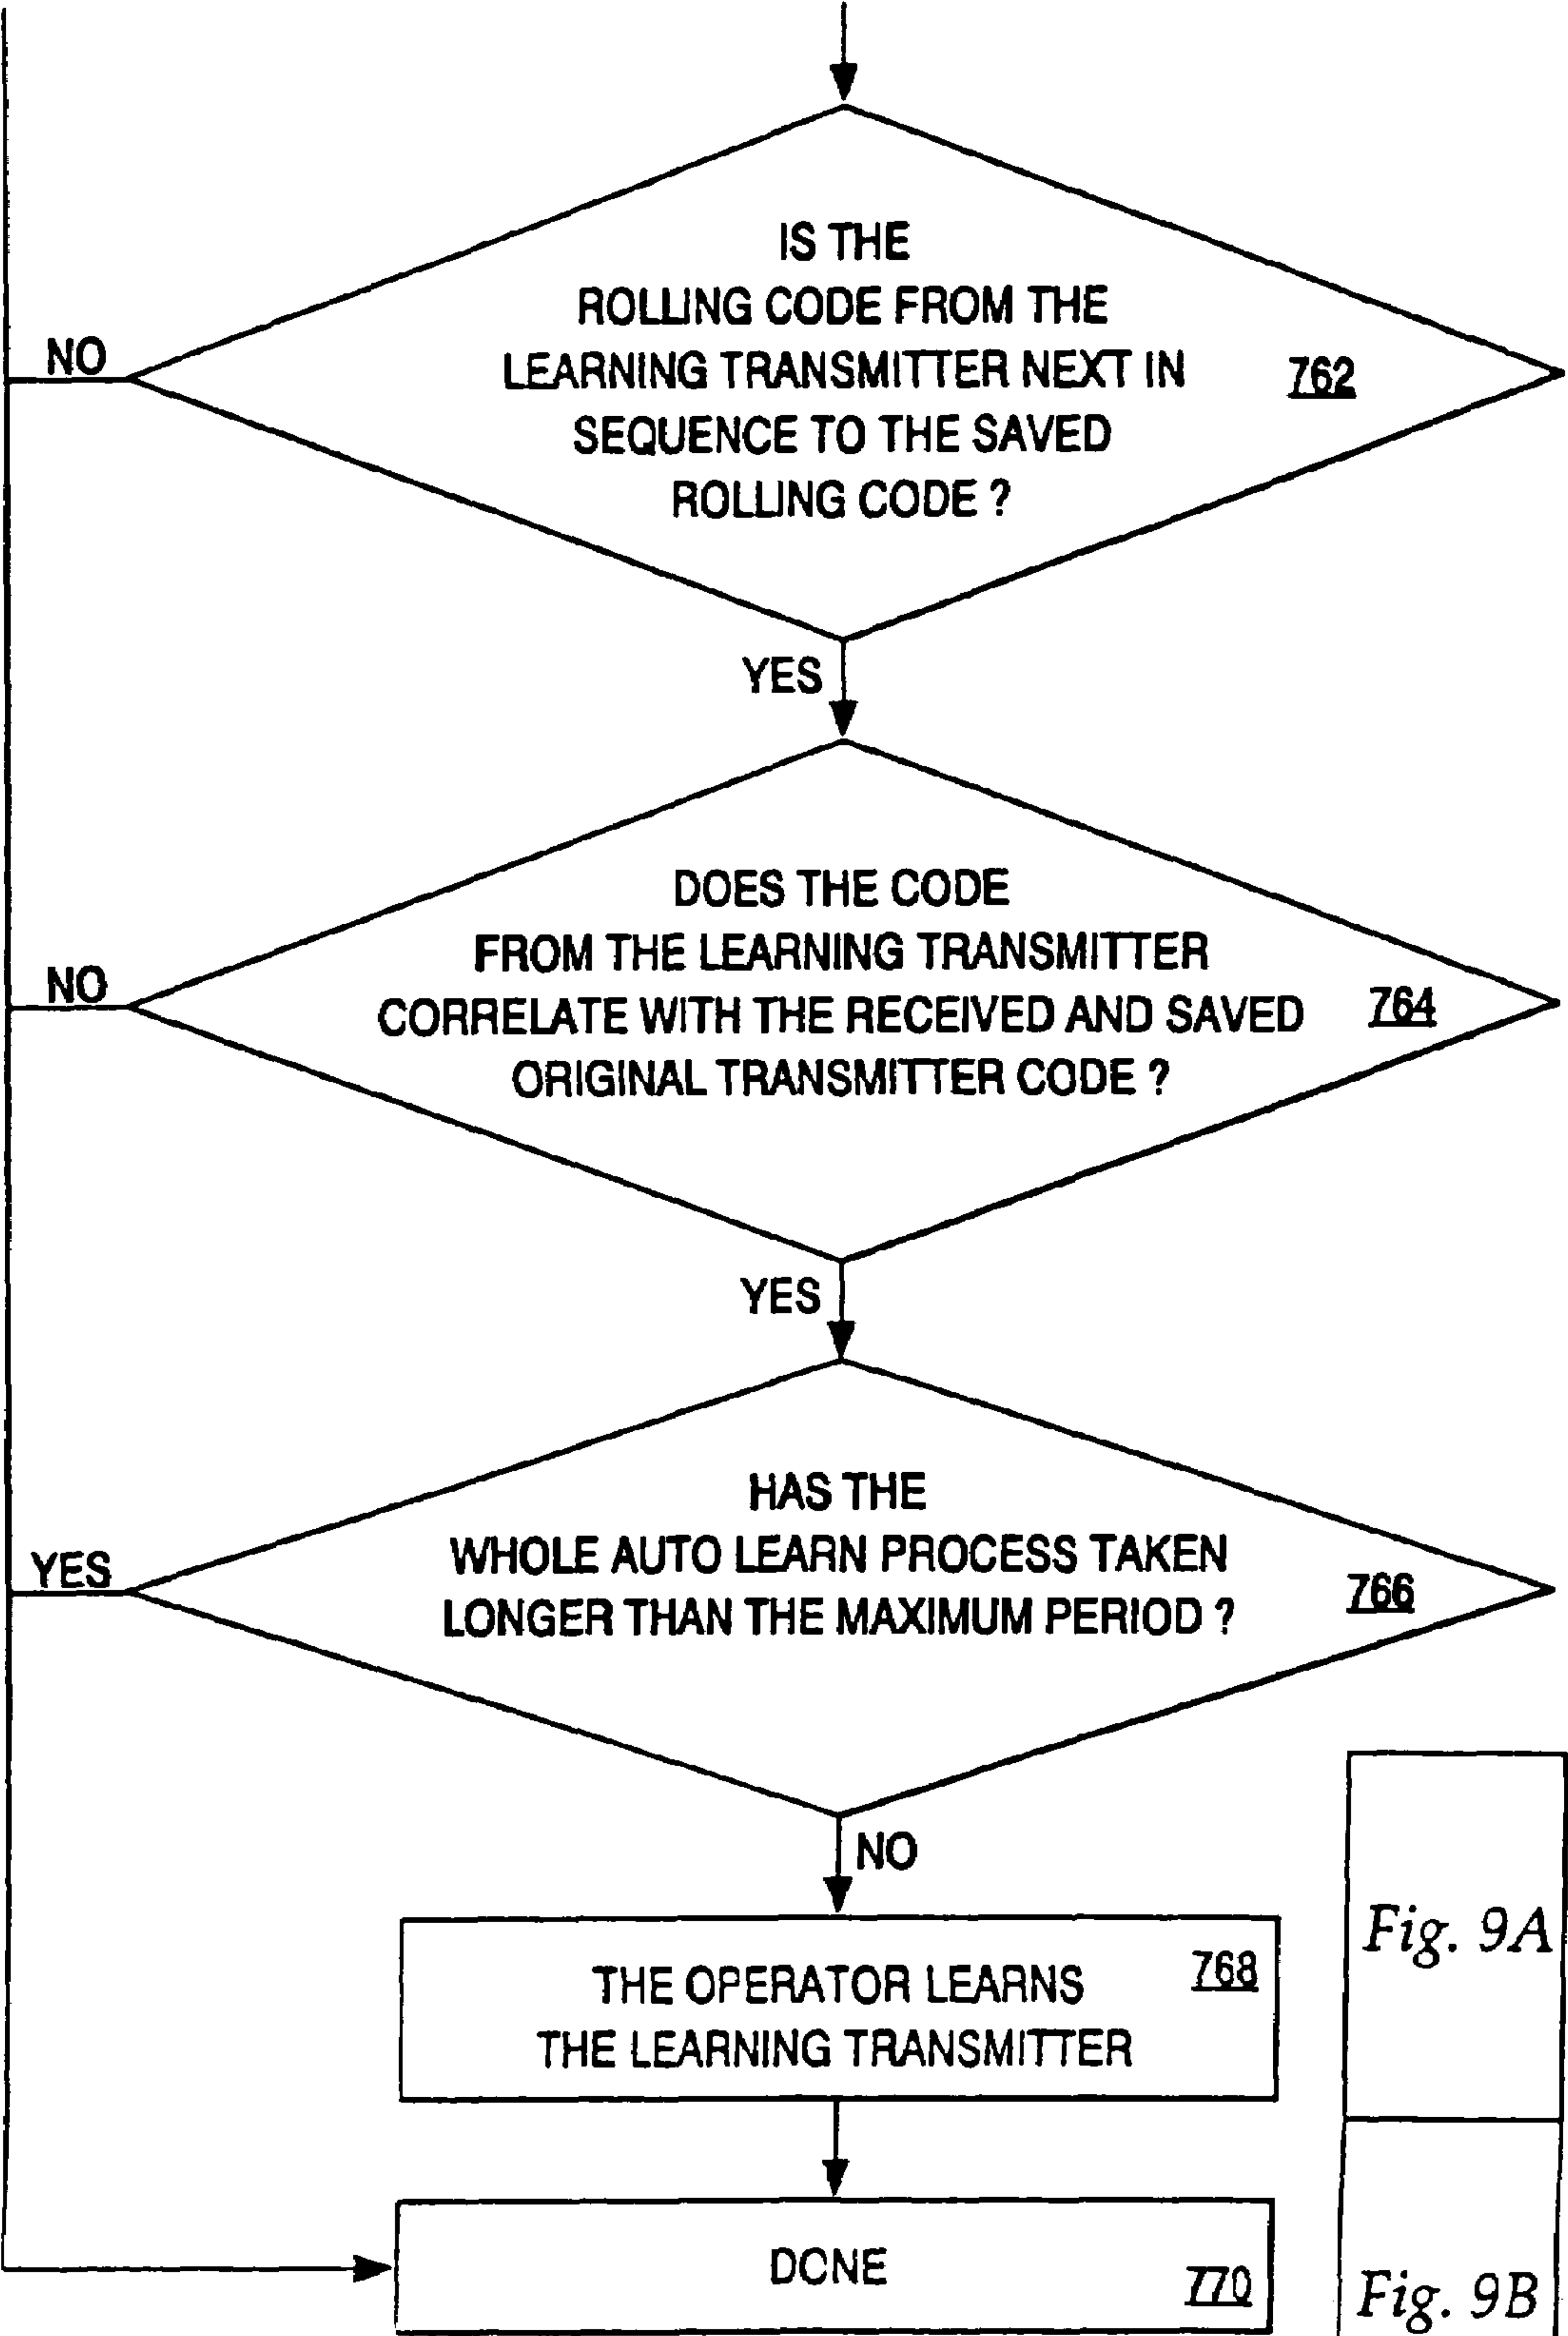 IS THE
ROLLING CODE FROM THE
LEARNING TRANSMITTER NEXT IN
SEQUENCE TO THE SAVED
ROLLING CODE ?
762
NO
YES
DOES THE CODE
FROM THE LEARNING TRANSMITTER
CORRELATE WITH THE RECEIVED AND SAVED
ORIGINAL TRANSMITTER CODE ?
764
NO
YES
HAS THE
WHOLE AUTO LEARN PROCESS TAKEN
LONGER THAN THE MAXIMUM PERIOD ?
766
YES
NO
THE OPERATOR LEARNS
THE LEARNING TRANSMITTER
768
DONE
770
Fig. 9A
Fig. 9B